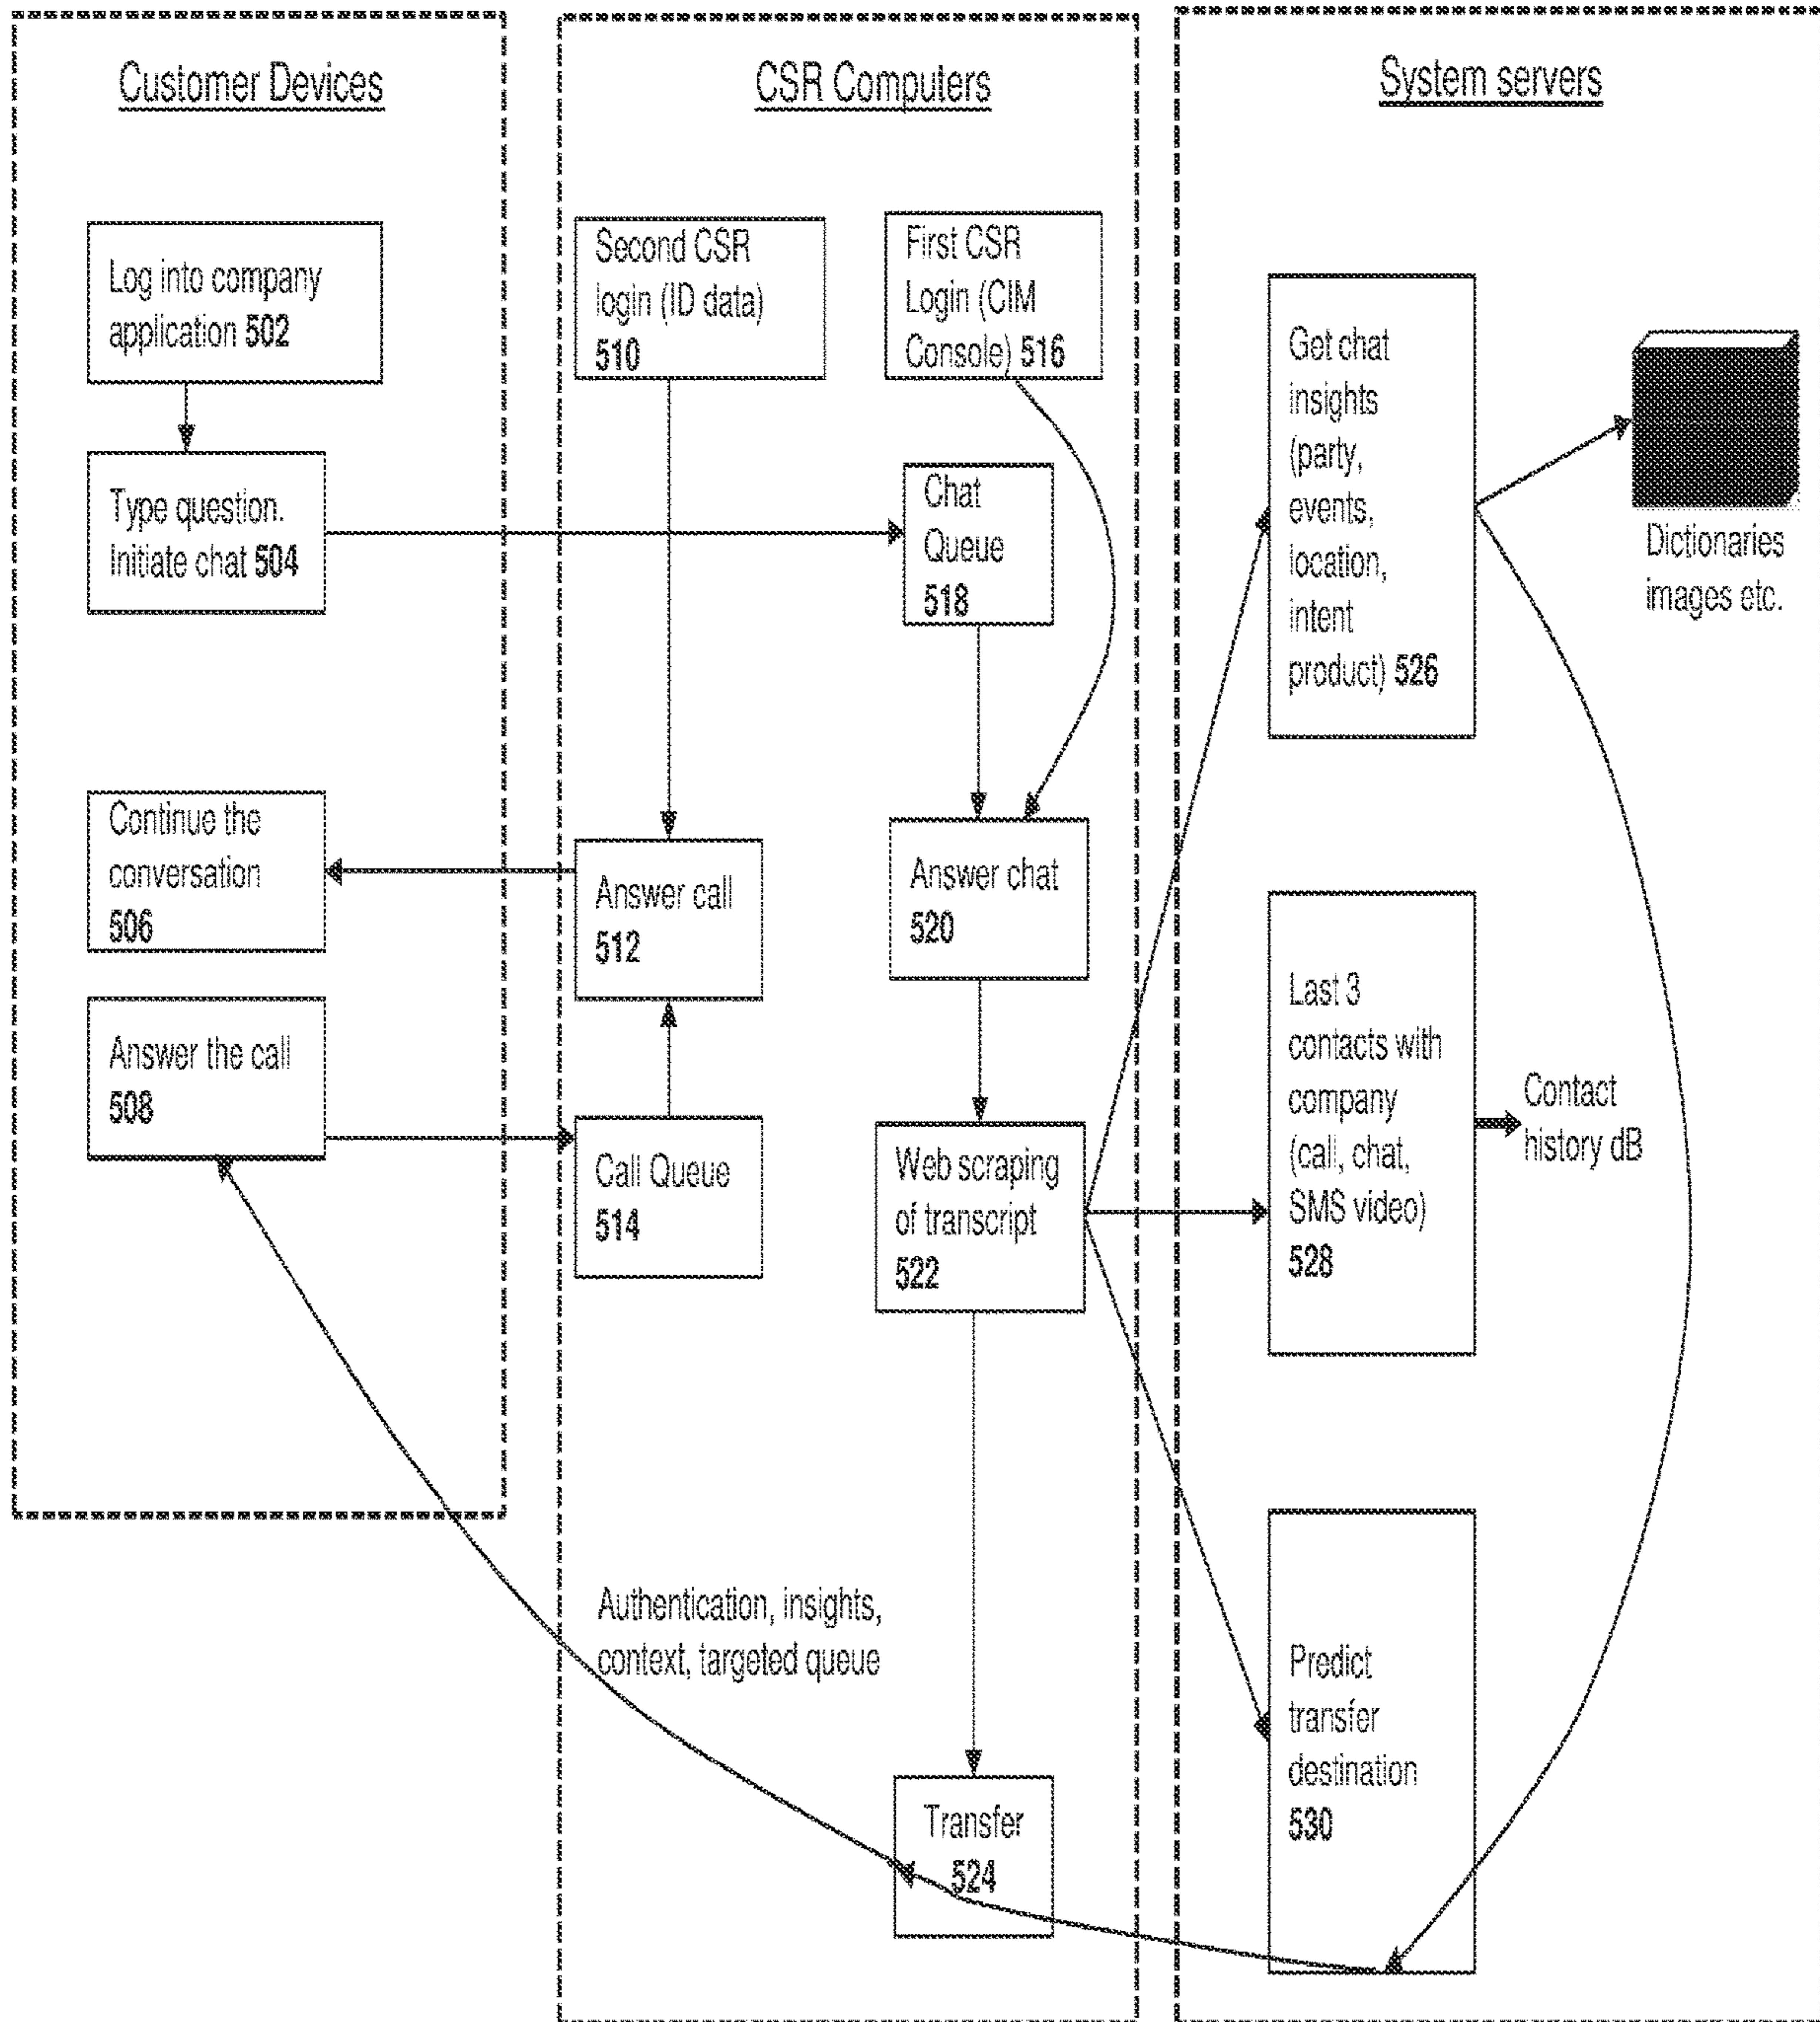 Customer Devices
CSR Computers
System servers
Log into company
application 502
Type question.
Initiate chat 504
Continue the
conversation
506
Answer the call
508
Second CSR
login (ID data)
510
First CSR
Login (CIM
Console) 516
Chat
Queue
518
Answer call
512
Answer chat
520
Call Queue
514
Web scraping
of transcript
522
Authentication, insights,
context, targeted queue
Transfer
524
Get chat
insights
(party,
events,
location,
intent
product) 526
Dictionaries
images etc.
Last 3
contacts with
company
(call, chat,
SMS video)
528
Contact
history dB
Predict
transfer
destination
530